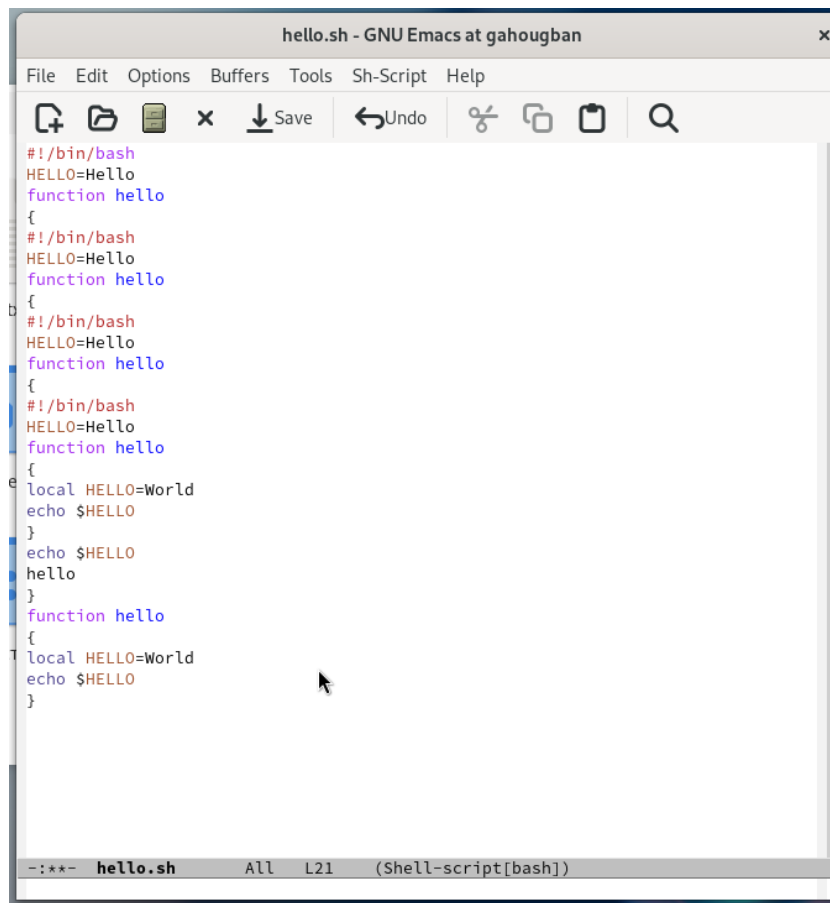 hello.sh - GNU Emacs at gahougban
File Edit Options Buffers Tools Sh-Script Help
Save Undo
#!/bin/bash
HELLO=Hello
function hello
{
#!/bin/bash
HELLO=Hello
function hello
{
#!/bin/bash
HELLO=Hello
function hello
{
#!/bin/bash
HELLO=Hello
function hello
{
local HELLO=World
echo $HELLO
}
echo $HELLO
hello
}
function hello
{
local HELLO=World
echo $HELLO
}
-:**- hello.sh All L21 (Shell-script[bash])